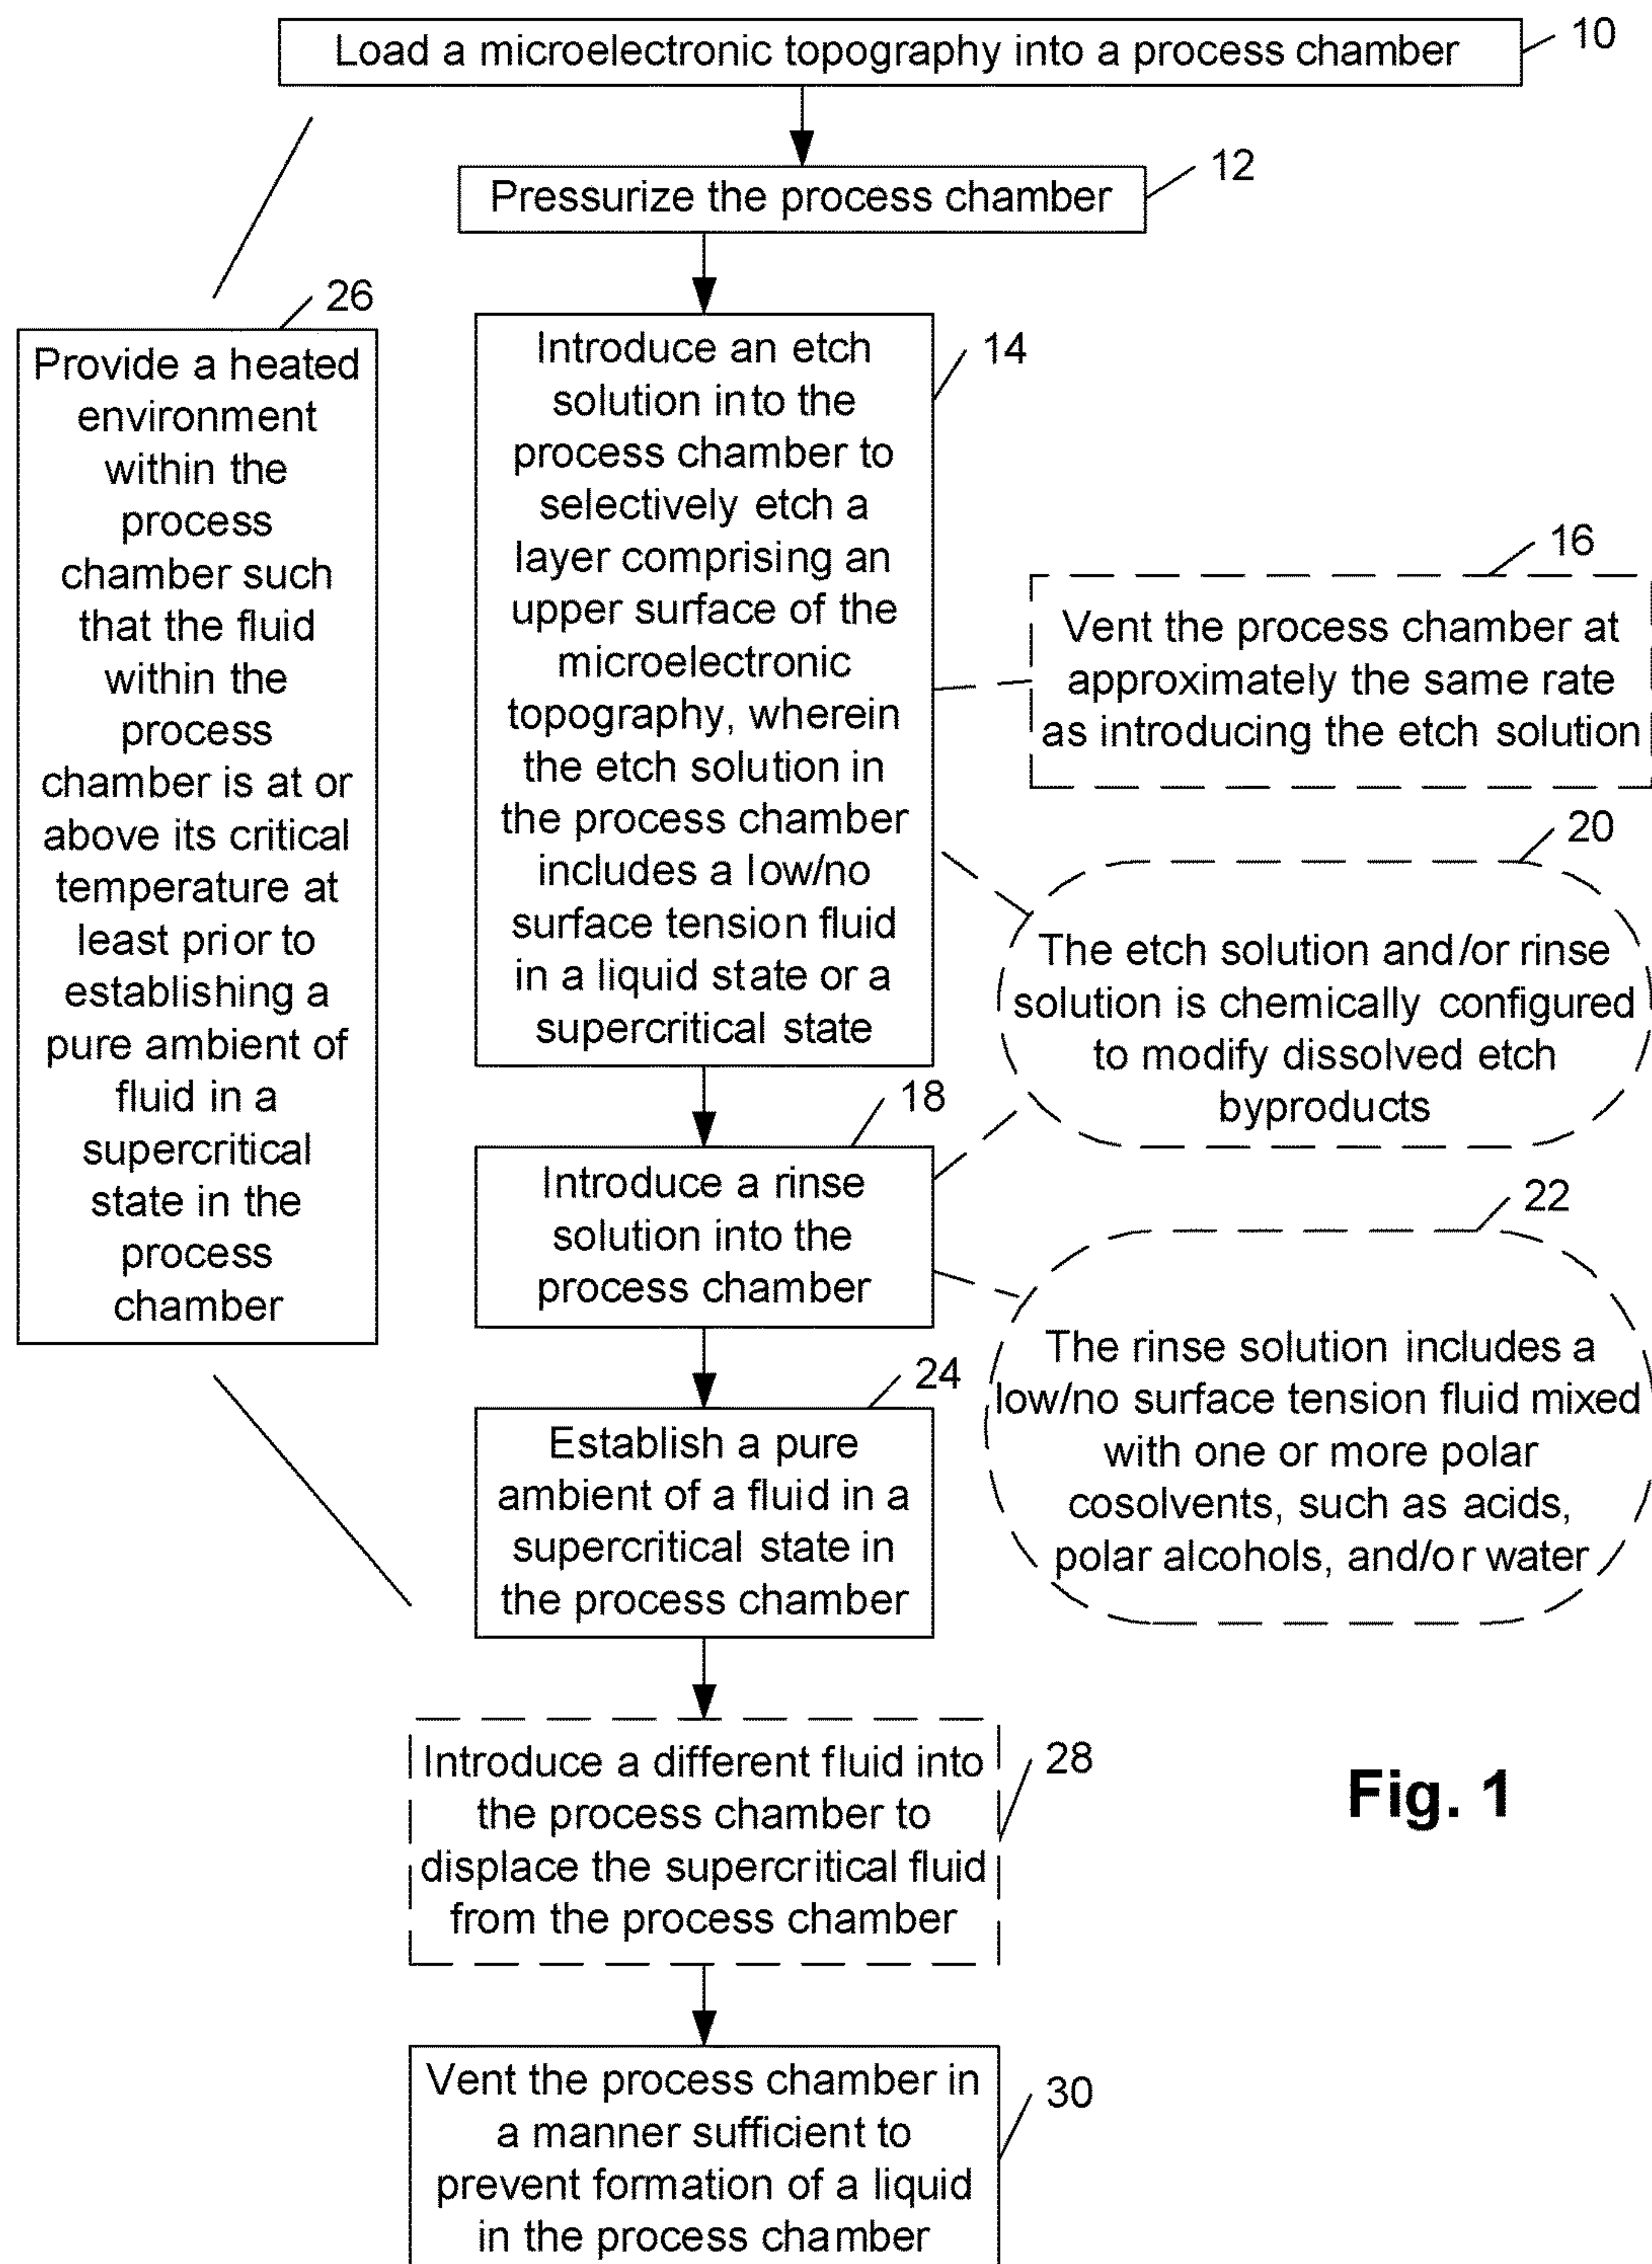 Load a microelectronic topography into a process chamber
10
Pressurize the process chamber
12
26
Provide a heated
environment
within the
process
chamber such
that the fluid
within the
process
chamber is at or
above its critical
temperature at
least prior to
establishing a
pure ambient of
fluid in a
supercritical
state in the
process
chamber
Introduce an etch
solution into the
process chamber to
selectively etch a
layer comprising an
upper surface of the
microelectronic
topography, wherein
the etch solution in
the process chamber
includes a low/no
surface tension fluid
in a liquid state or a
supercritical state
14
16
Vent the process chamber at
approximately the same rate
as introducing the etch solution
20
The etch solution and/or rinse
solution is chemically configured
to modify dissolved etch
byproducts
18
Introduce a rinse
solution into the
process chamber
22
The rinse solution includes a
low/no surface tension fluid mixed
with one or more polar
cosolvents, such as acids,
polar alcohols, and/or water
24
Establish a pure
ambient of a fluid in a
supercritical state in
the process chamber
Introduce a different fluid into
the process chamber to
displace the supercritical fluid
from the process chamber
28
Fig. 1
Vent the process chamber in
a manner sufficient to
prevent formation of a liquid
in the process chamber
30